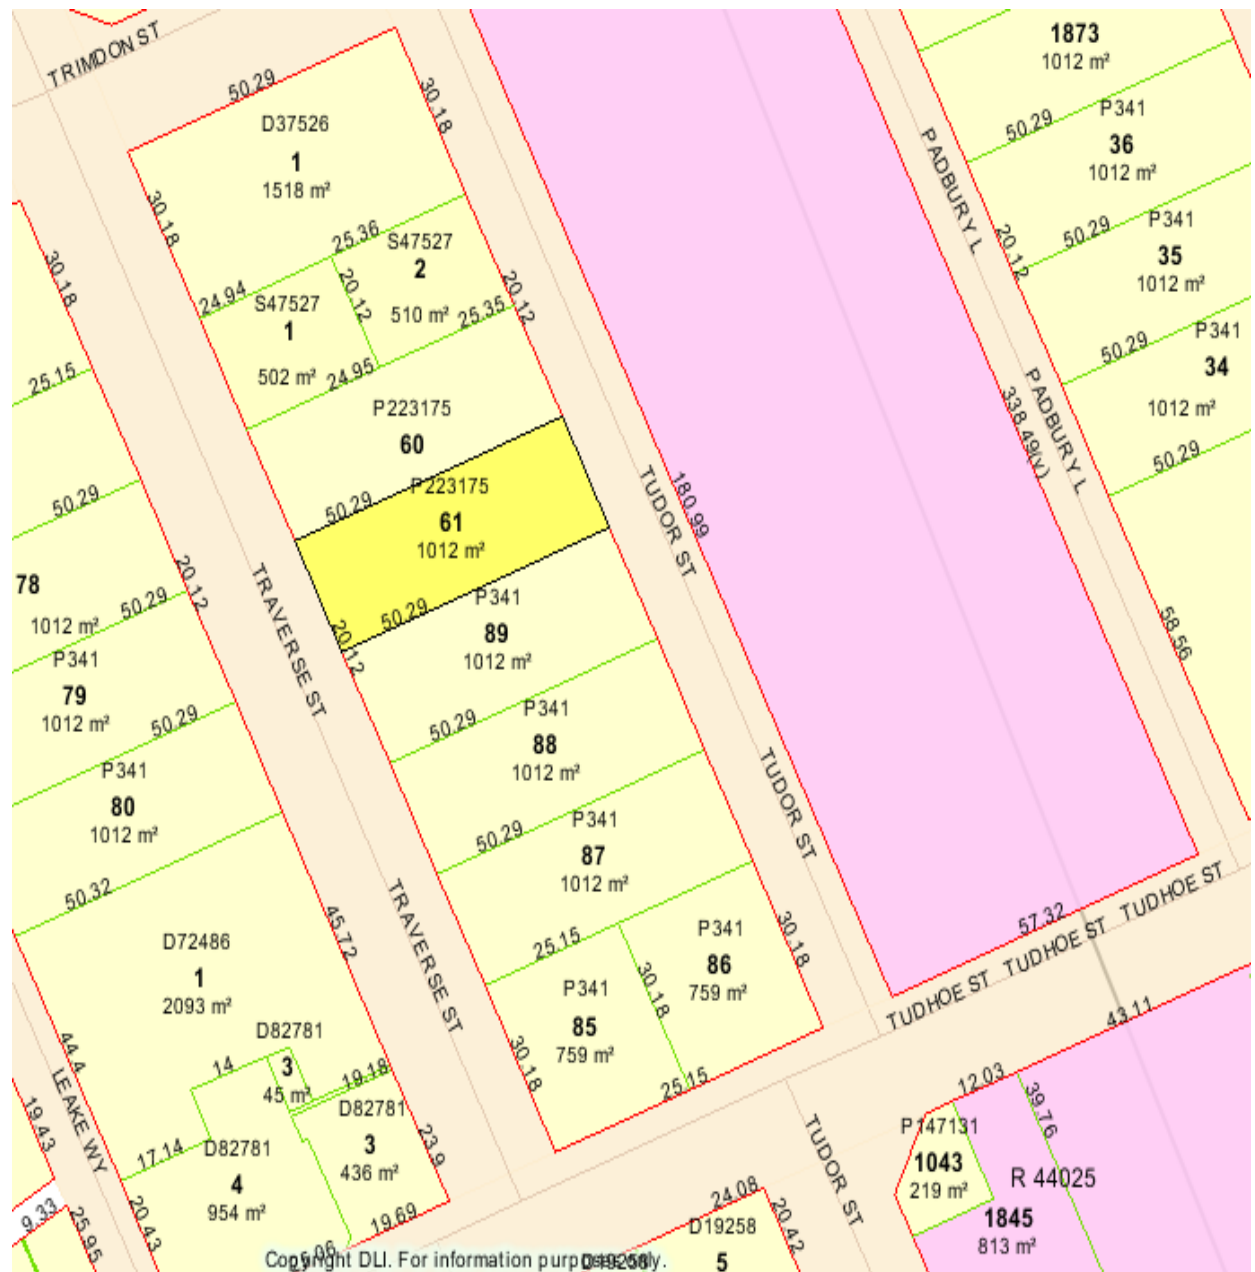 TRIMDON ST
50.29
30.18
D37526
1
1518 m²
30.18
25.36
24.94
S47527
2
510 m²
20.12
20.12
25.35
S47527
1
502 m²
24.95
P223175
60
50.29
P223175
61
1012 m²
50.29
20.12
P341
89
1012 m²
50.29
P341
88
1012 m²
50.29
P341
87
1012 m²
25.15
30.18
P341
86
759 m²
30.18
P341
85
759 m²
30.18
25.15
30.18
25.15
50.29
78
1012 m²
20.12
50.29
P341
79
1012 m²
50.29
P341
80
1012 m²
50.32
D72486
1
2093 m²
45.72
44.4
D82781
3
45 m²
14
19.18
D82781
3
436 m²
23.9
17.14
D82781
4
954 m²
19.69
20.43
25.06
LEAKE WY
19.43
9.33
25.95
TRAVERSE ST
TRAVERSE ST
TUDOR ST
TUDOR ST
TUDOR ST
180.99
338.49(v)
57.32
PADBURY L
PADBURY L
1873
1012 m²
50.29
P341
36
1012 m²
20.12
50.29
P341
35
1012 m²
50.29
P341
34
1012 m²
50.29
58.56
TUDHOE ST
TUDHOE ST
TUDHOE ST
43.11
12.03
39.76
P147131
1043
219 m²
R 44025
1845
813 m²
24.08
20.42
D19258
5
D19258
Copyright DLI. For information purposes only.